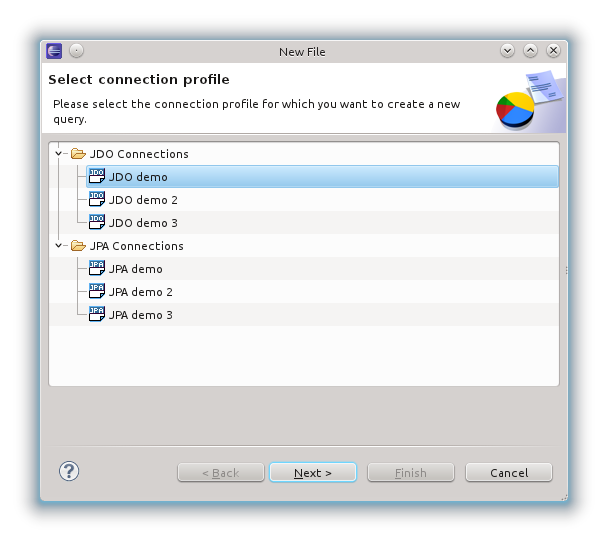 New File
Select connection profile
Please select the connection profile for which you want to create a new
query.
JDO Connections
JDO JDO demo
JDO JDO demo 2
JDO JDO demo 3
JPA Connections
JPA JPA demo
JPA JPA demo 2
JPA JPA demo 3
? < Back Next > Finish Cancel